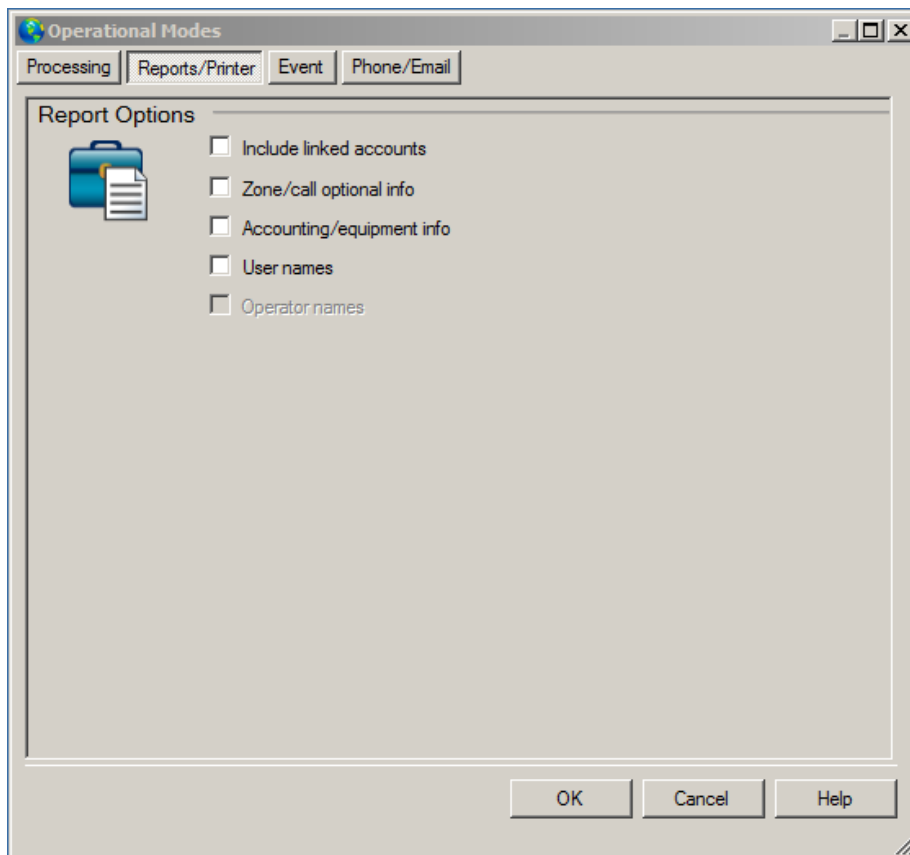 Operational Modes
Processing Reports/Printer Event Phone/Email
Report Options
Include linked accounts
Zone/call optional info
Accounting/equipment info
User names
Operator names
OK Cancel Help